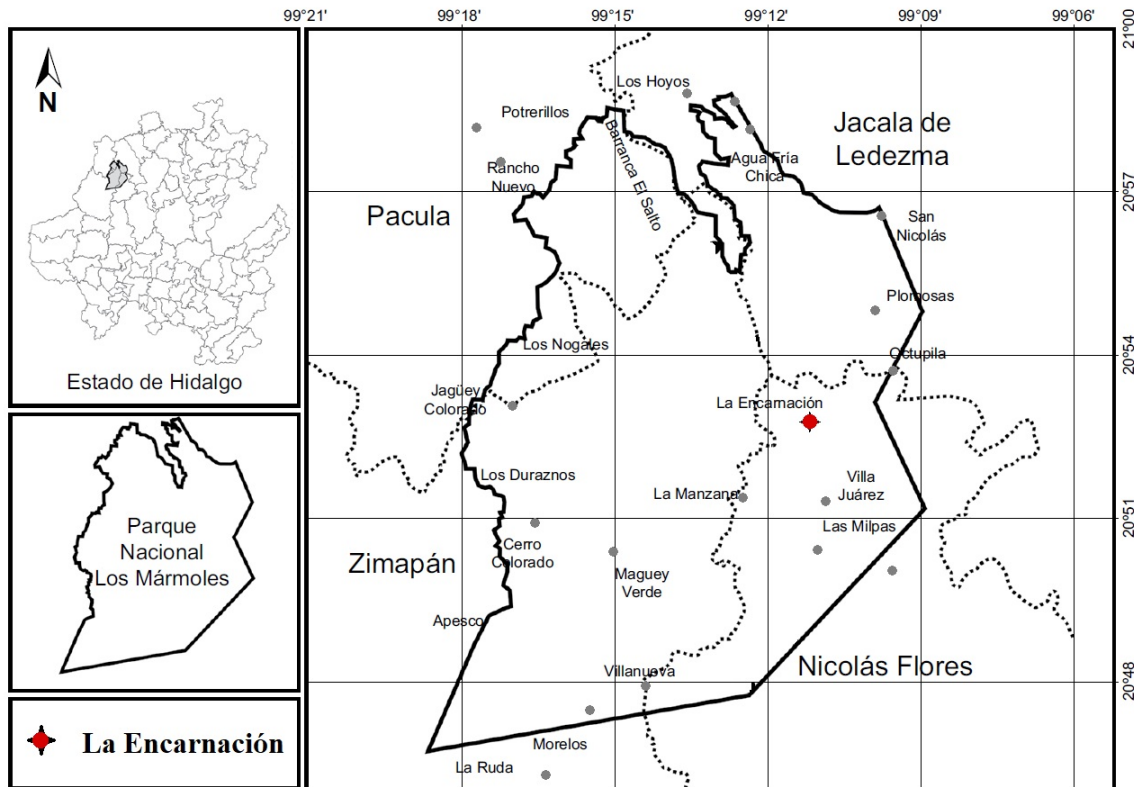 99°21'
99°18'
99°15'
99°12'
99°09'
99°06'
21°00
N
Estado de Hidalgo
Parque
Nacional
Los Mármoles
La Encarnación
Los Hoyos
Potrerillos
Jacala de
Ledezma
Barranca El Salto
Agua Fría
Chica
Rancho
Nuevo
20°57
Pacula
San
Nicolás
Plomosas
Los Nogales
Octupila
20°54
Jagüey
Colorado
La Encarnación
Los Duraznos
La Manzana
Villa
Juárez
20°51
Las Milpas
Cerro
Colorado
Zimapán
Maguey
Verde
Apesco
Villanueva
Nicolás Flores
20°48
Morelos
La Ruda